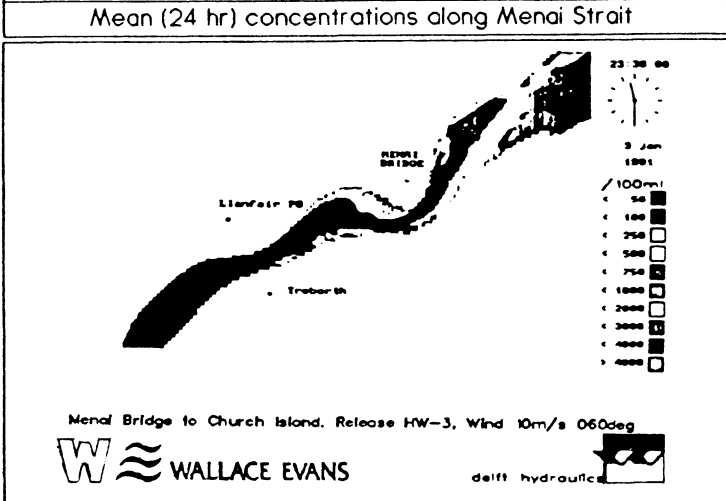 Mean (24 hr) concentrations along Menai Strait
23:30 00
3 Jan
1991
MENAI
BRIDGE
Llanfair PG
Treborth
/100ml
< 50
< 100
< 250
< 500
< 750
< 1000
< 2000
< 3000
< 4000
> 4000
Menai Bridge to Church Island. Release HW-3, Wind 10m/s 060deg
W WALLACE EVANS
delft hydraulics